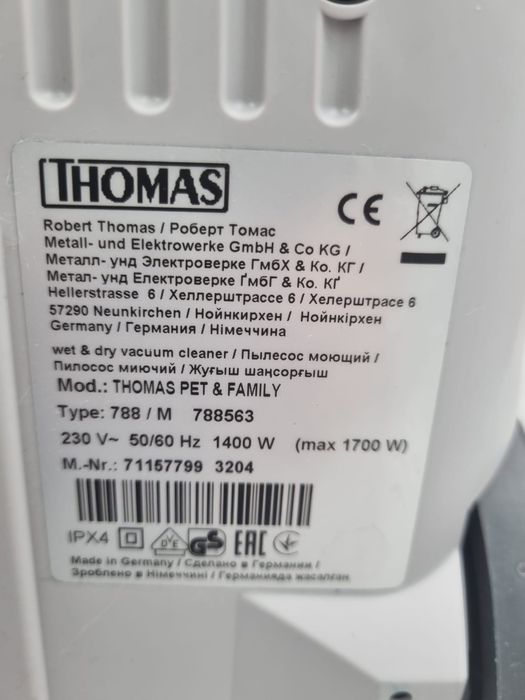 THOMAS
CE
Robert Thomas / Роберт Томас
Metall- und Elektrowerke GmbH & Co KG /
Металл- унд Электроверке ГмбХ & Ко. КГ /
Метал- унд Електроверке ҐмбГ & Ко. КҐ
Hellerstrasse 6 / Хеллерштрассе 6 / Хелерштрасе 6
57290 Neunkirchen / Нойнкирхен / Нойнкірхен
Germany / Германия / Німеччина
wet & dry vacuum cleaner / Пылесос моющий /
Пилосос миючий / Жуғыш шаңсорғыш
Mod.: THOMAS PET & FAMILY
Type: 788 / M 788563
230 V~ 50/60 Hz 1400 W (max 1700 W)
M.-Nr.: 71157799 3204
IPX4 DVE GS EAC
Made in Germany / Сделано в Германии /
Зроблено в Німеччині / Германияда жасалған